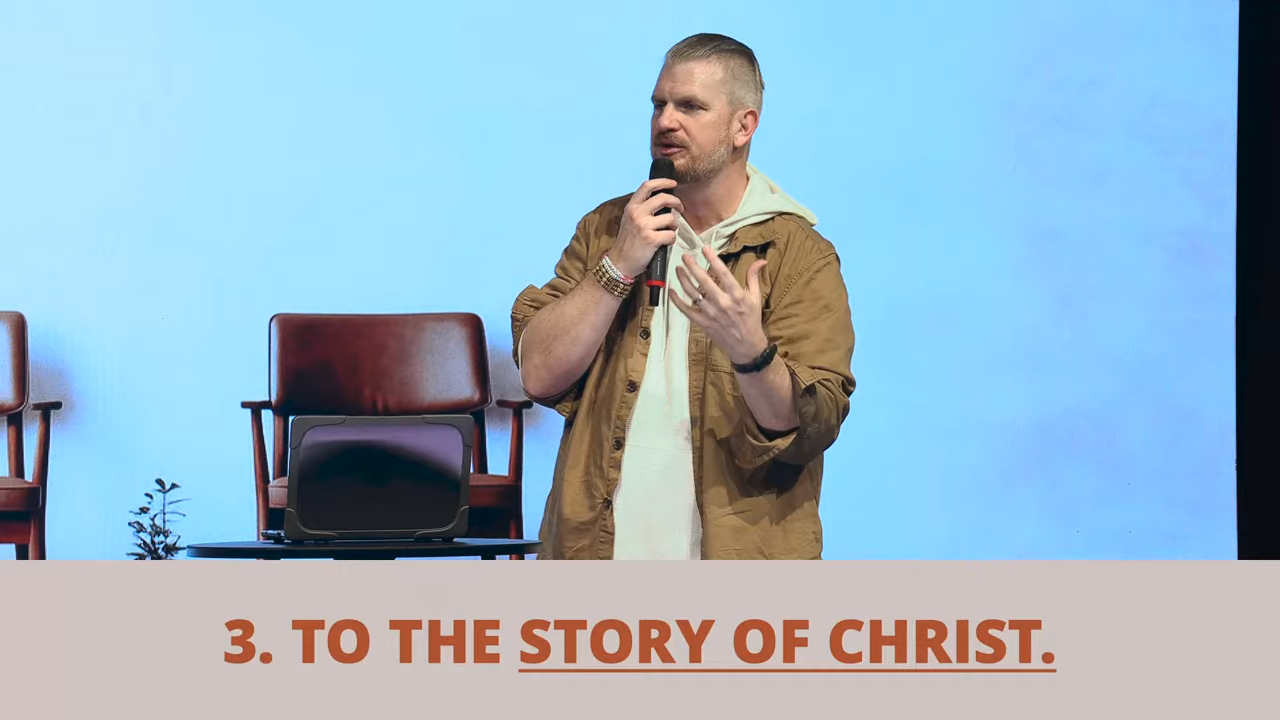 3. TO THE STORY OF CHRIST.